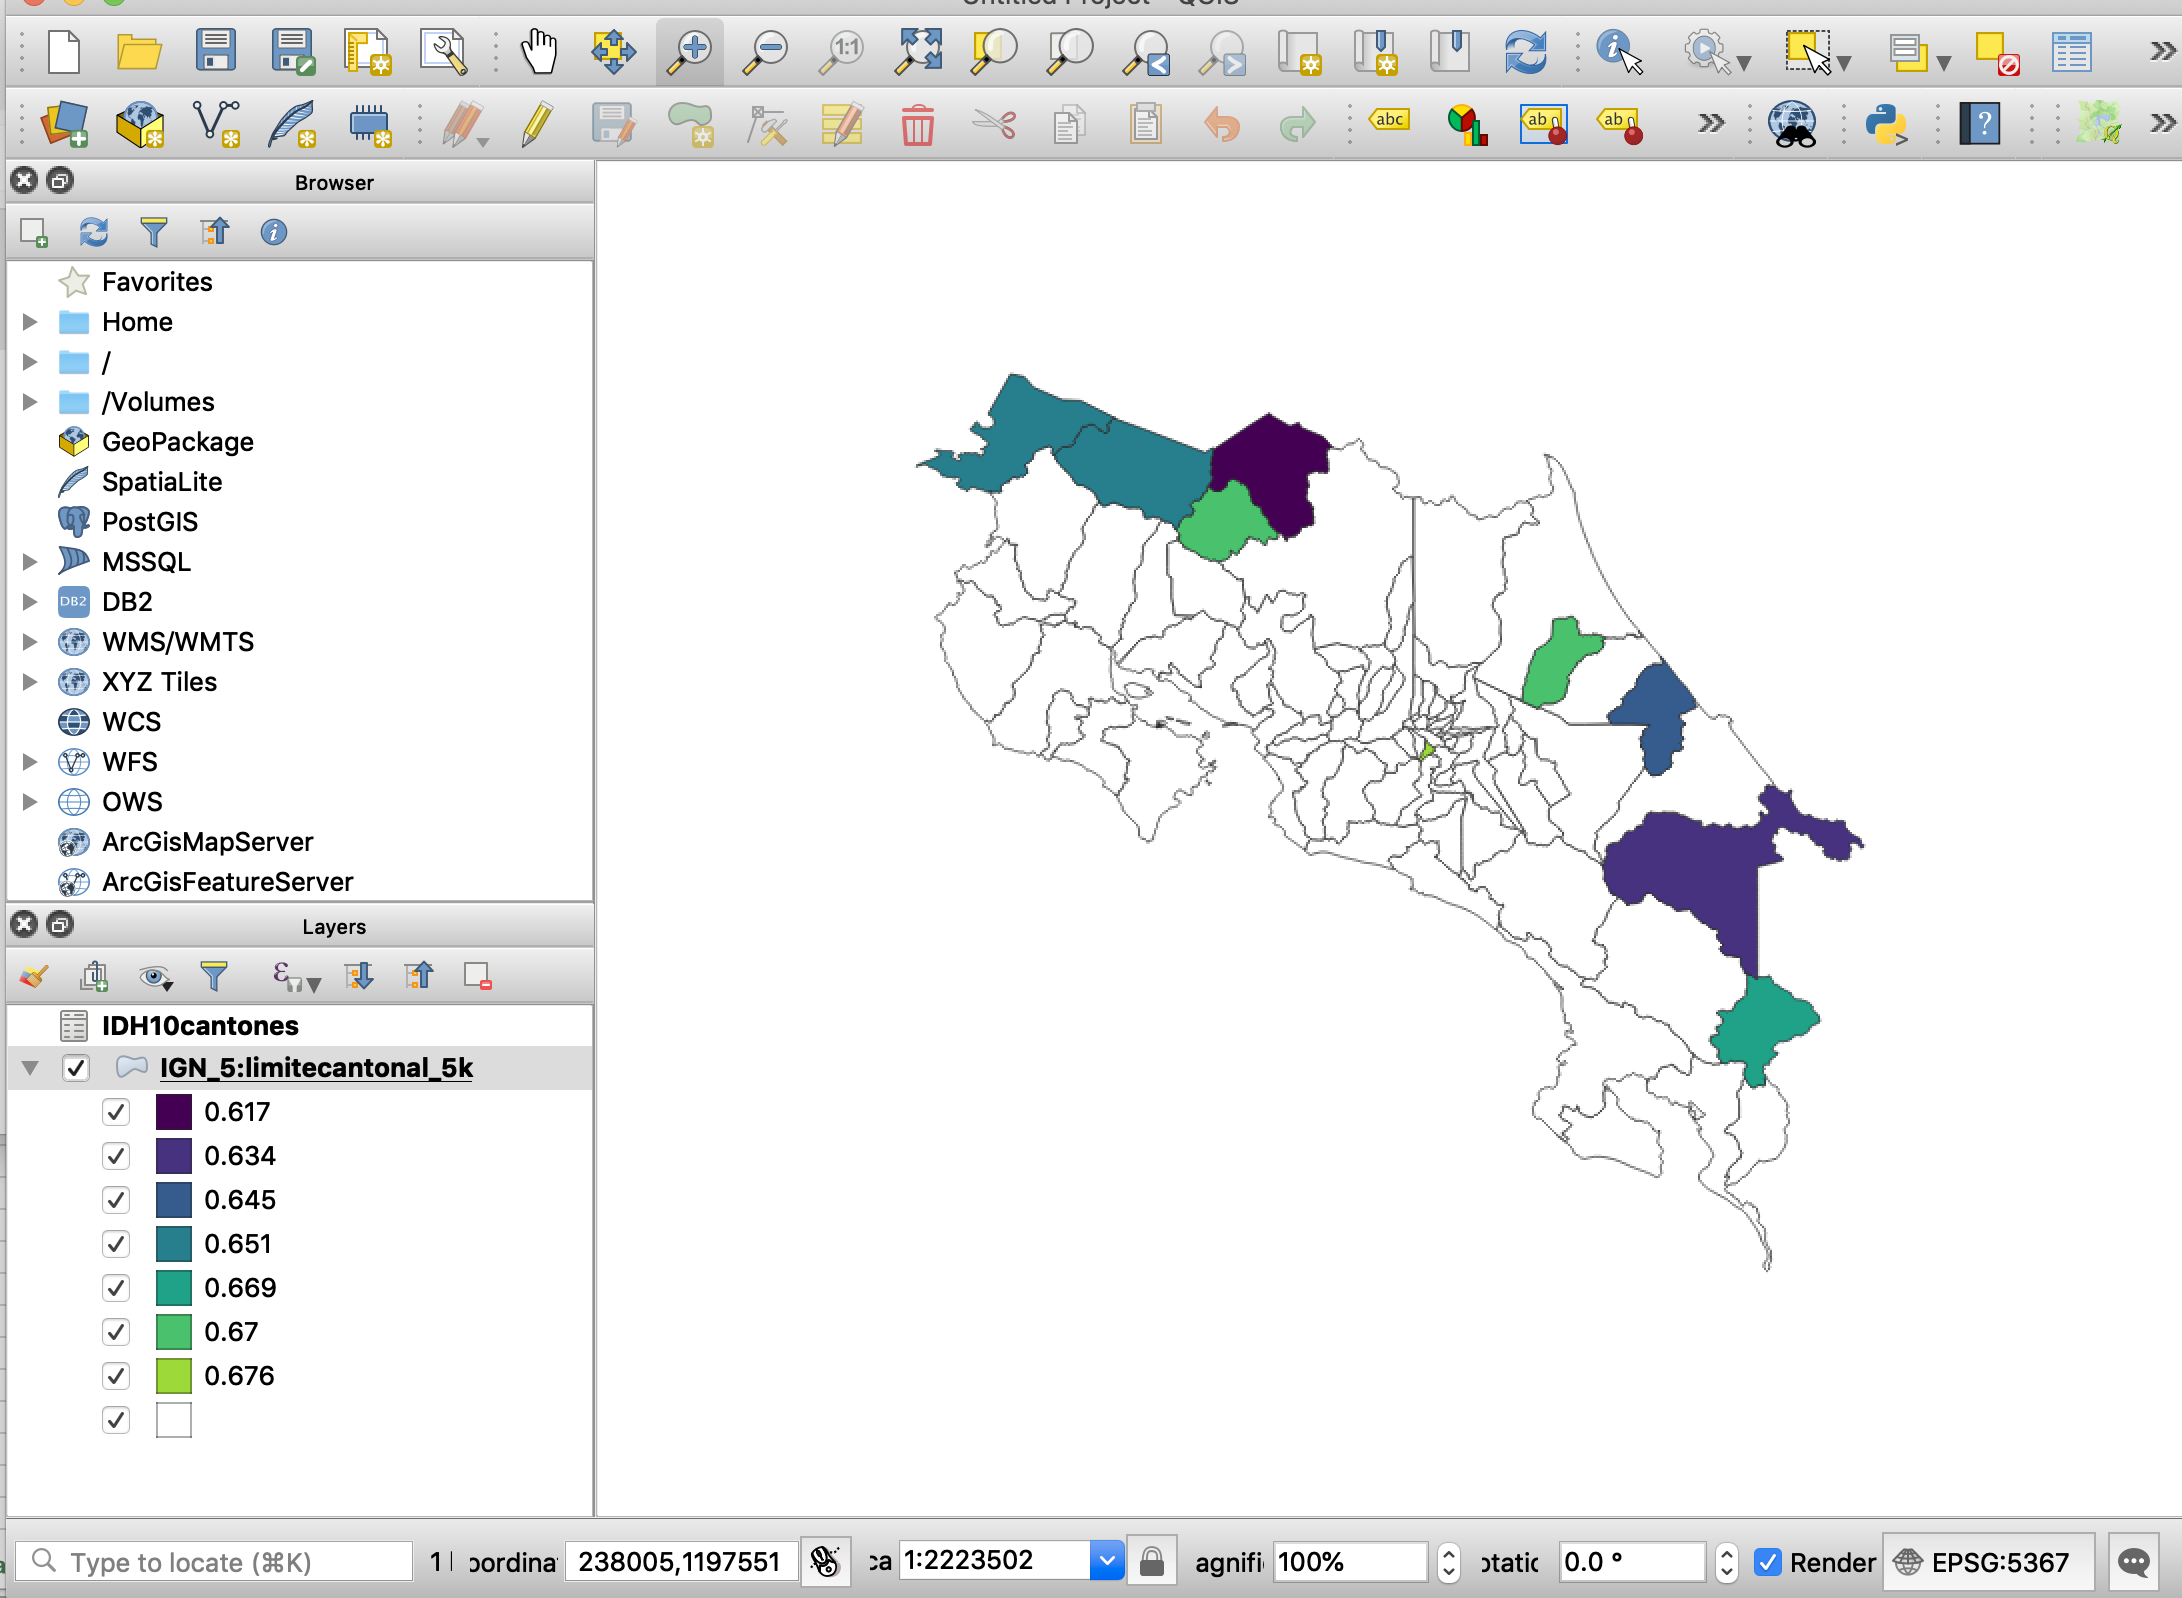 Untitled Project — QGIS
1:1
abc
ab
ab
?
Browser
Favorites
Home
/
/Volumes
GeoPackage
SpatiaLite
PostGIS
MSSQL
DB2 DB2
WMS/WMTS
XYZ Tiles
WCS
WFS
OWS
ArcGisMapServer
ArcGisFeatureServer
Layers
ε
IDH10cantones
IGN_5:limitecantonal_5k
0.617
0.634
0.645
0.651
0.669
0.67
0.676
Type to locate (⌘K) 1 l oordina 238005,1197551 ca 1:2223502 agnifi 100% otatic 0.0 ° Render EPSG:5367